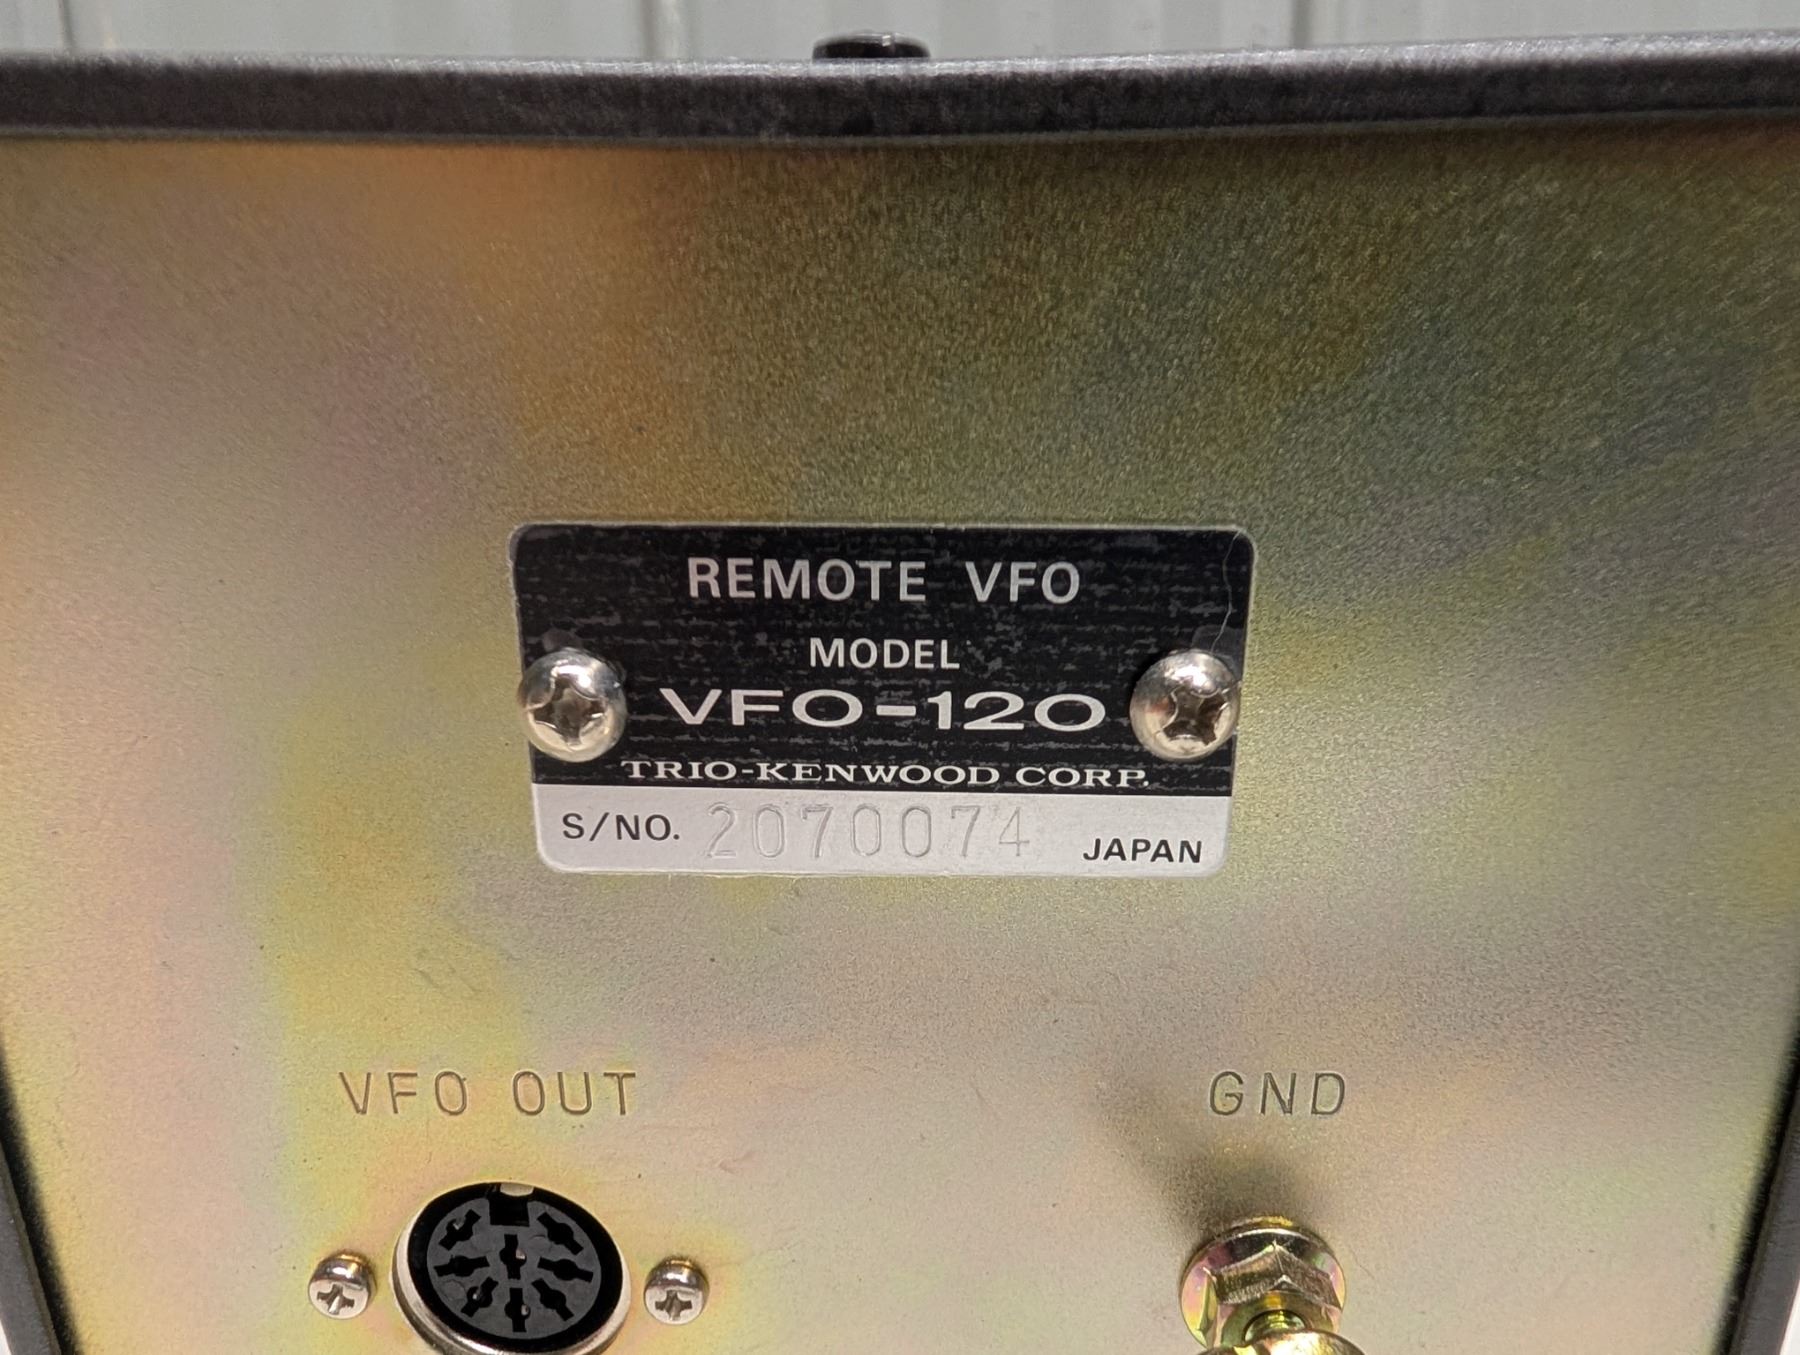 REMOTE VFO
MODEL
VFO-120
TRIO-KENWOOD CORP.
S/NO. 2070074 JAPAN
VFO OUT GND